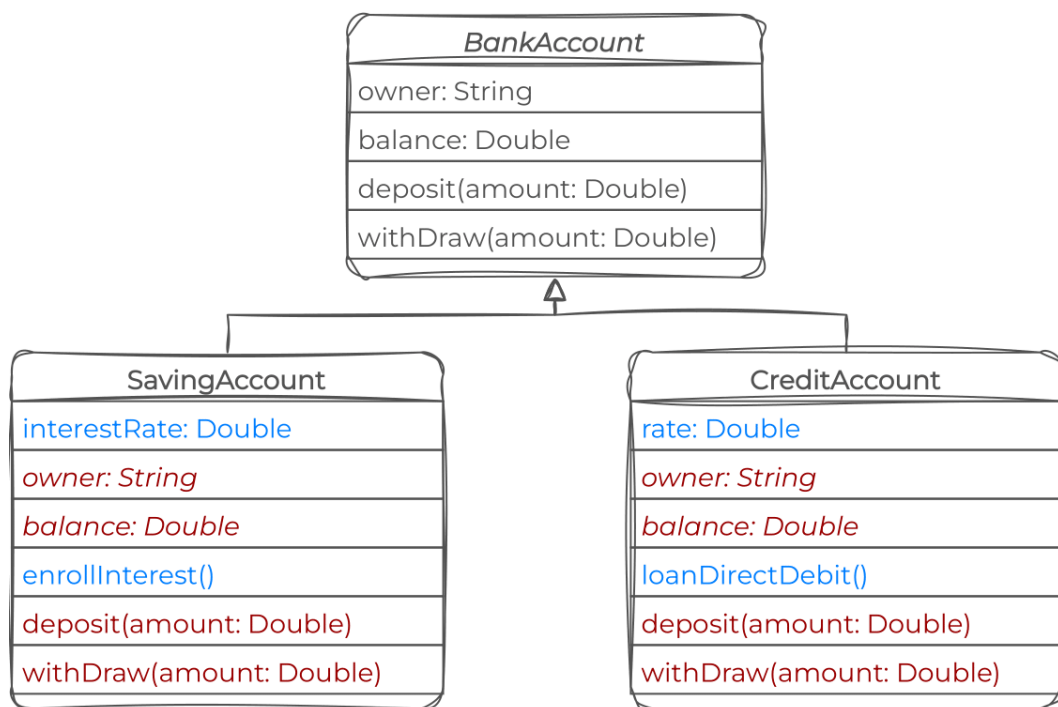 BankAccount
owner: String
balance: Double
deposit(amount: Double)
withDraw(amount: Double)
SavingAccount
interestRate: Double
owner: String
balance: Double
enrollInterest()
deposit(amount: Double)
withDraw(amount: Double)
CreditAccount
rate: Double
owner: String
balance: Double
loanDirectDebit()
deposit(amount: Double)
withDraw(amount: Double)